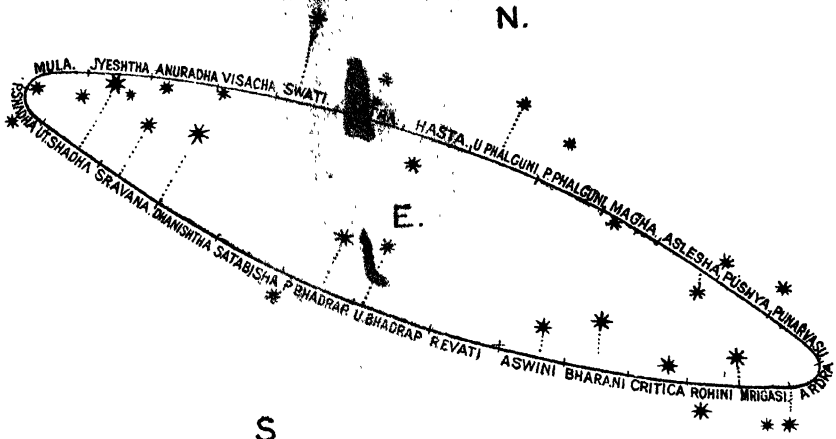 N.
MULA. JYESHTHA ANURADHA VISACHA SWATI. HASTA. U PHALGUNI, P. PHALGUNI, MAGHA, ASLESHA, PUSHYA, PUNARVASU, ARDRA
E.
UT.SHADHA SRAVANA. DHANISHTHA SATABISHA P. BHADRAP. U. BHADRAP REVATI ASWINI BHARANI CRITICA ROHINI MRIGASI.
S